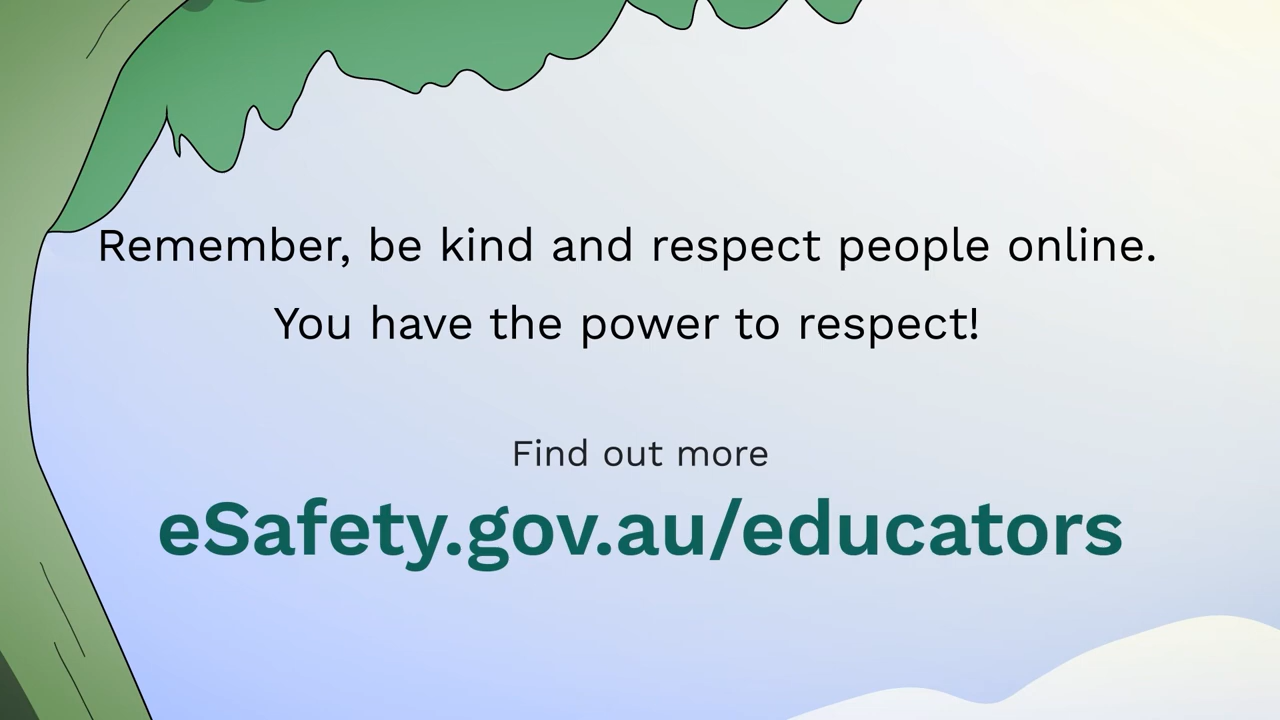 Remember, be kind and respect people online.
You have the power to respect!
Find out more
eSafety.gov.au/educators